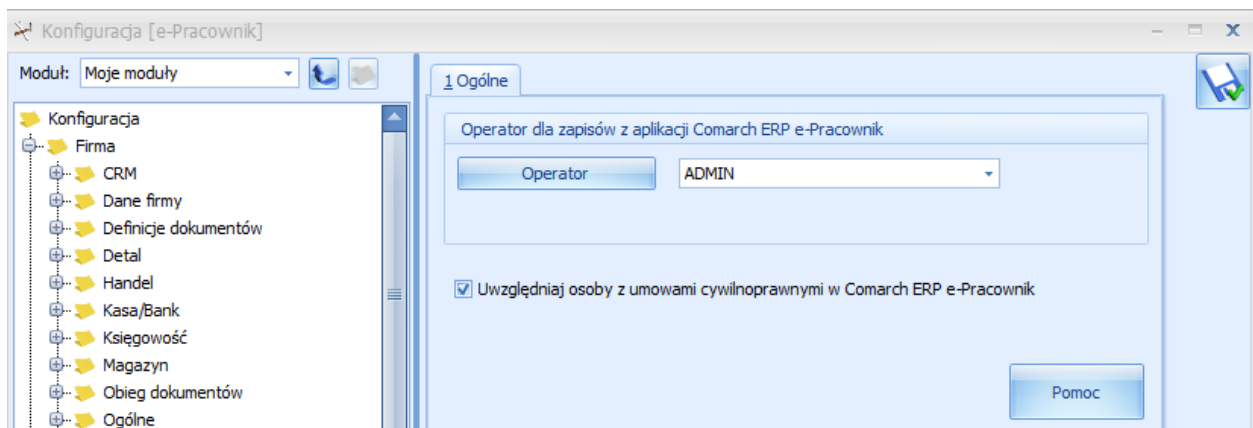 Konfiguracja [e-Pracownik]
Moduł: Moje moduły
Konfiguracja
Firma
CRM
Dane firmy
Definicje dokumentów
Detal
Handel
Kasa/Bank
Księgowość
Magazyn
Obieg dokumentów
Ogólne
1 Ogólne
Operator dla zapisów z aplikacji Comarch ERP e-Pracownik
Operator ADMIN
Uwzględniaj osoby z umowami cywilnoprawnymi w Comarch ERP e-Pracownik
Pomoc